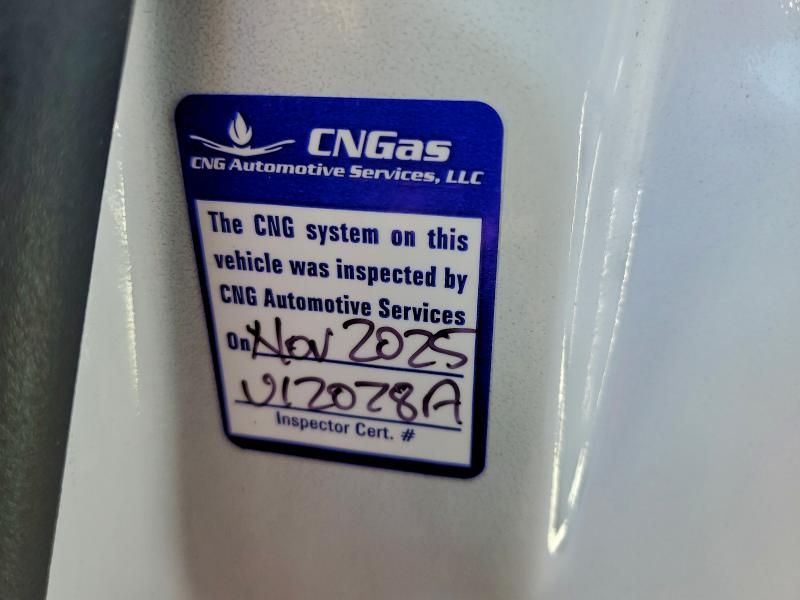 CNGas
CNG Automotive Services, LLC
The CNG system on this
vehicle was inspected by
CNG Automotive Services
On Nov 2025
V12028A
Inspector Cert. #